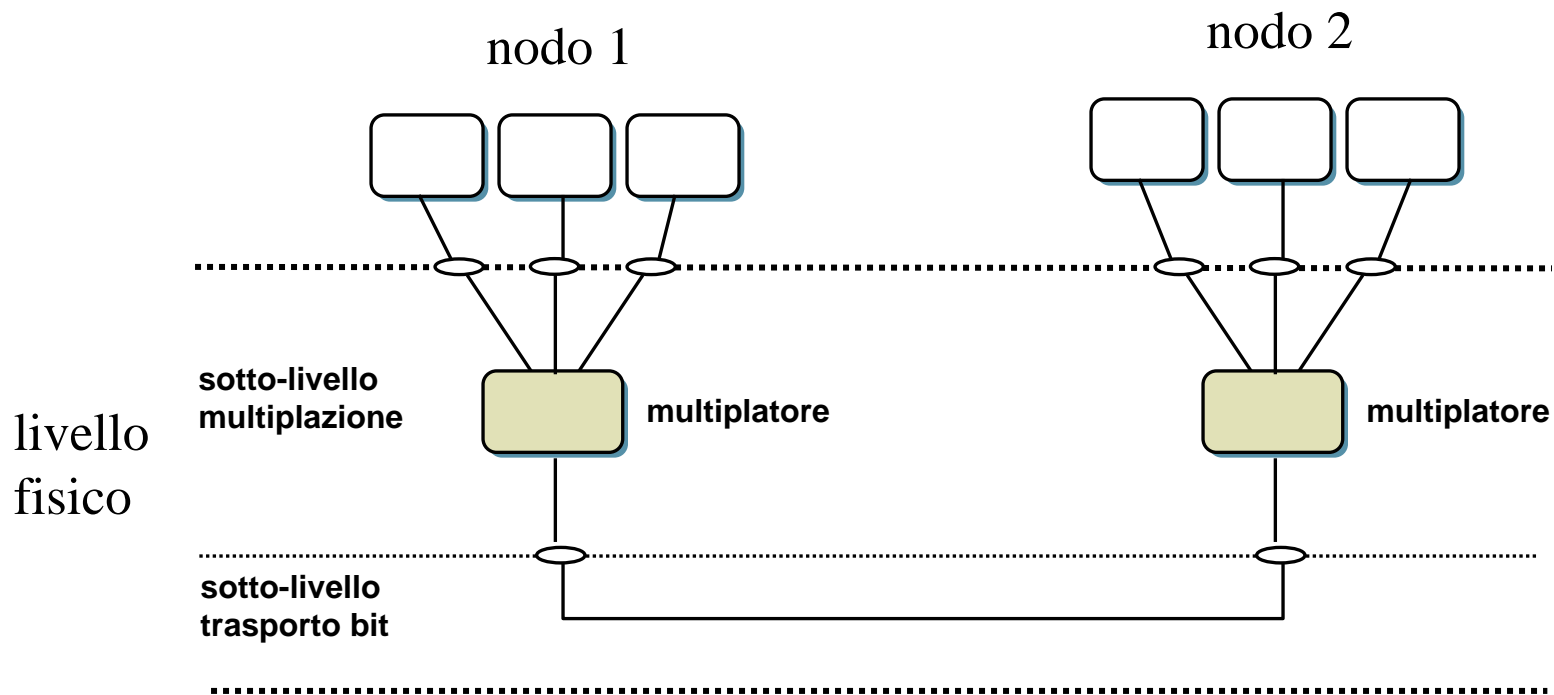 nodo 1
nodo 2
sotto-livello
multiplazione
multiplatore
multiplatore
livello
fisico
sotto-livello
trasporto bit